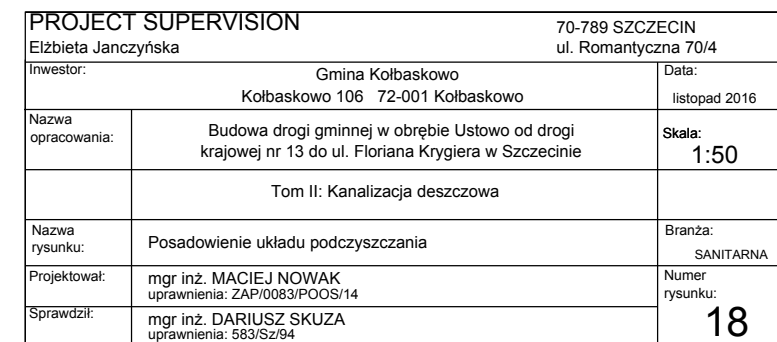 PROJECT SUPERVISION
70-789 SZCZECIN
Elżbieta Janczyńska
ul. Romantyczna 70/4
Inwestor:
Gmina Kołbaskowo
Kołbaskowo 106 72-001 Kołbaskowo
Data:
listopad 2016
Nazwa
opracowania:
Budowa drogi gminnej w obrębie Ustowo od drogi
krajowej nr 13 do ul. Floriana Krygiera w Szczecinie
Skala:
1:50
Tom II: Kanalizacja deszczowa
Nazwa
rysunku:
Posadowienie układu podczyszczania
Branża:
SANITARNA
Projektował:
mgr inż. MACIEJ NOWAK
uprawnienia: ZAP/0083/POOS/14
Numer
rysunku:
18
Sprawdził:
mgr inż. DARIUSZ SKUZA
uprawnienia: 583/Sz/94